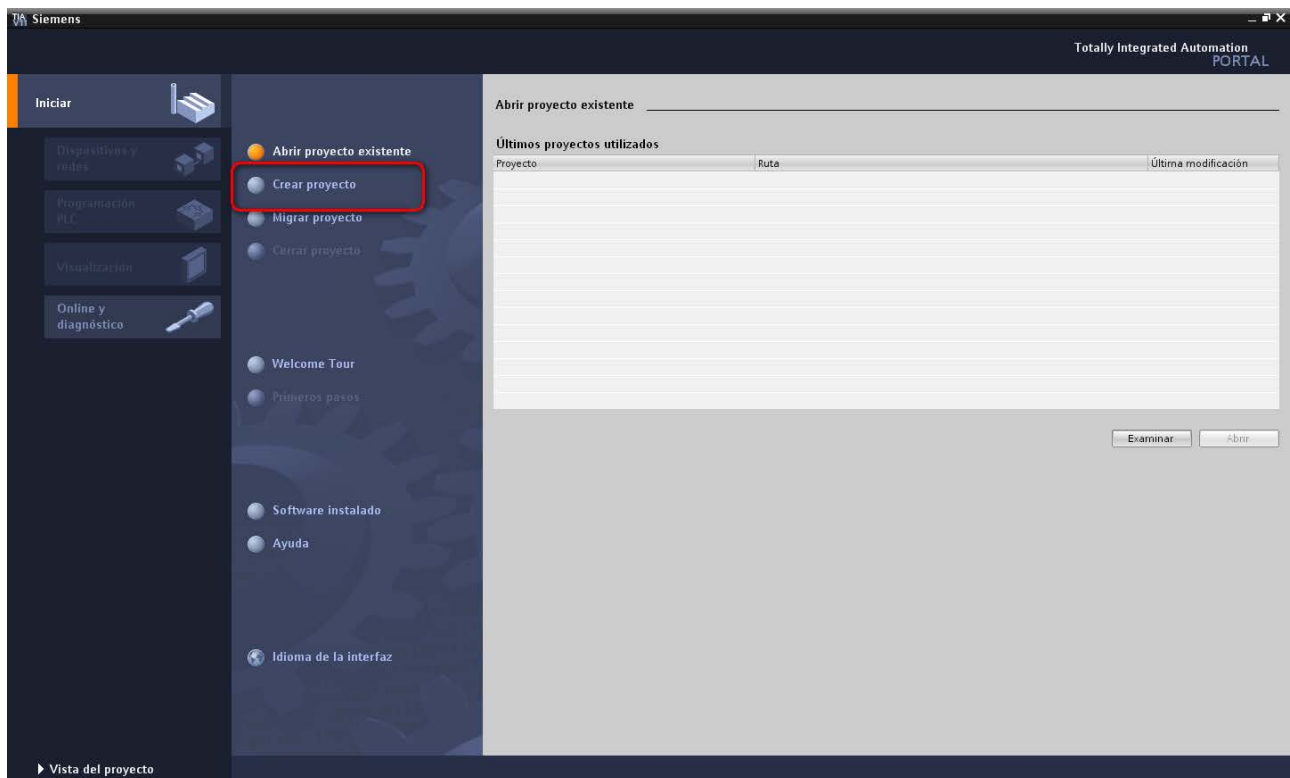 TIA Siemens
Totally Integrated Automation
PORTAL
Iniciar
Dispositivos y
redes
Programación
PLC
Visualización
Online y
diagnóstico
Vista del proyecto
Abrir proyecto existente
Crear proyecto
Migrar proyecto
Cerrar proyecto
Welcome Tour
Primeros pasos
Software instalado
Ayuda
Idioma de la interfaz
Abrir proyecto existente
Últimos proyectos utilizados
Proyecto Ruta Última modificación
Examinar Abrir